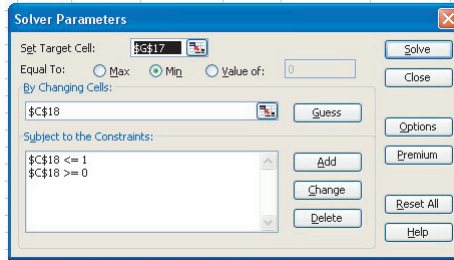 Solver Parameters
Set Target Cell: $G$17 Solve
Equal To: Max Min Value of: 0 Close
By Changing Cells:
$C$18 Guess
Subject to the Constraints: Options
$C$18 <= 1 Add Premium
$C$18 >= 0
Change
Delete Reset All
Help